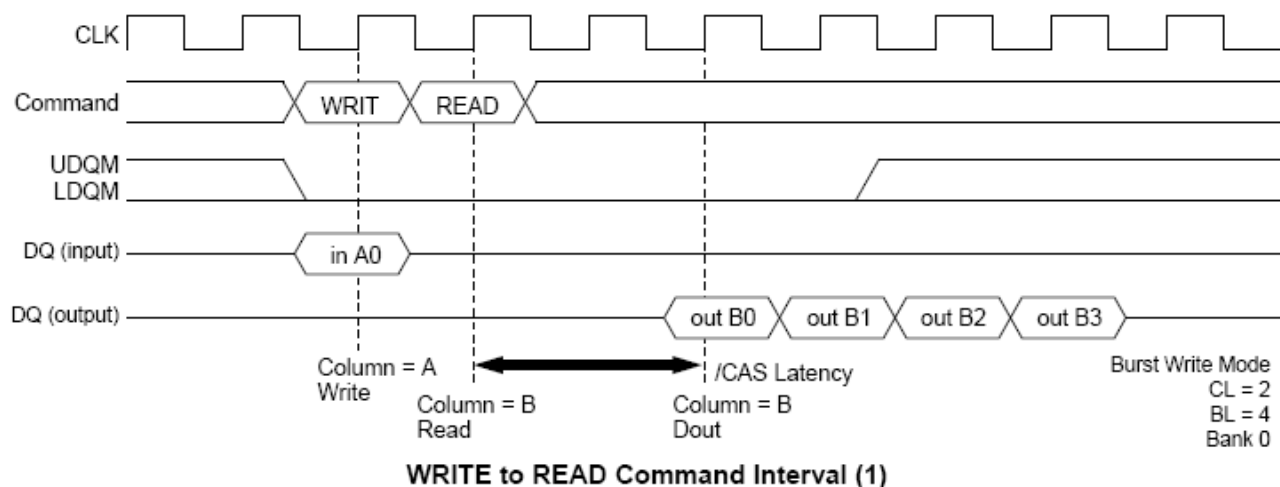 CLK
Command
WRIT
READ
UDQM
LDQM
DQ (input)
in A0
DQ (output)
out B0
out B1
out B2
out B3
Column = A
Write
/CAS Latency
Column = B
Read
Column = B
Dout
Burst Write Mode
CL = 2
BL = 4
Bank 0
WRITE to READ Command Interval (1)